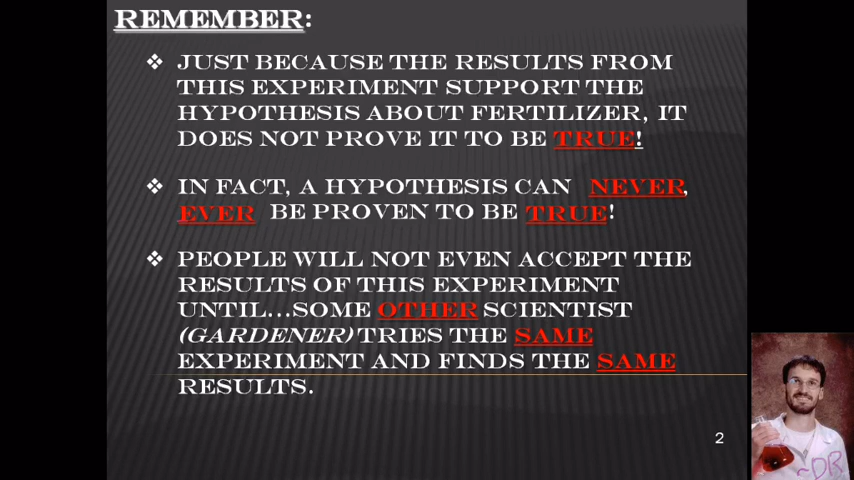 REMEMBER:
❖ JUST BECAUSE THE RESULTS FROM
THIS EXPERIMENT SUPPORT THE
HYPOTHESIS ABOUT FERTILIZER, IT
DOES NOT PROVE IT TO BE TRUE!
❖ IN FACT, A HYPOTHESIS CAN NEVER,
EVER BE PROVEN TO BE TRUE!
❖ PEOPLE WILL NOT EVEN ACCEPT THE
RESULTS OF THIS EXPERIMENT
UNTIL...SOME OTHER SCIENTIST
(GARDENER) TRIES THE SAME
EXPERIMENT AND FINDS THE SAME
RESULTS.
2
~DR